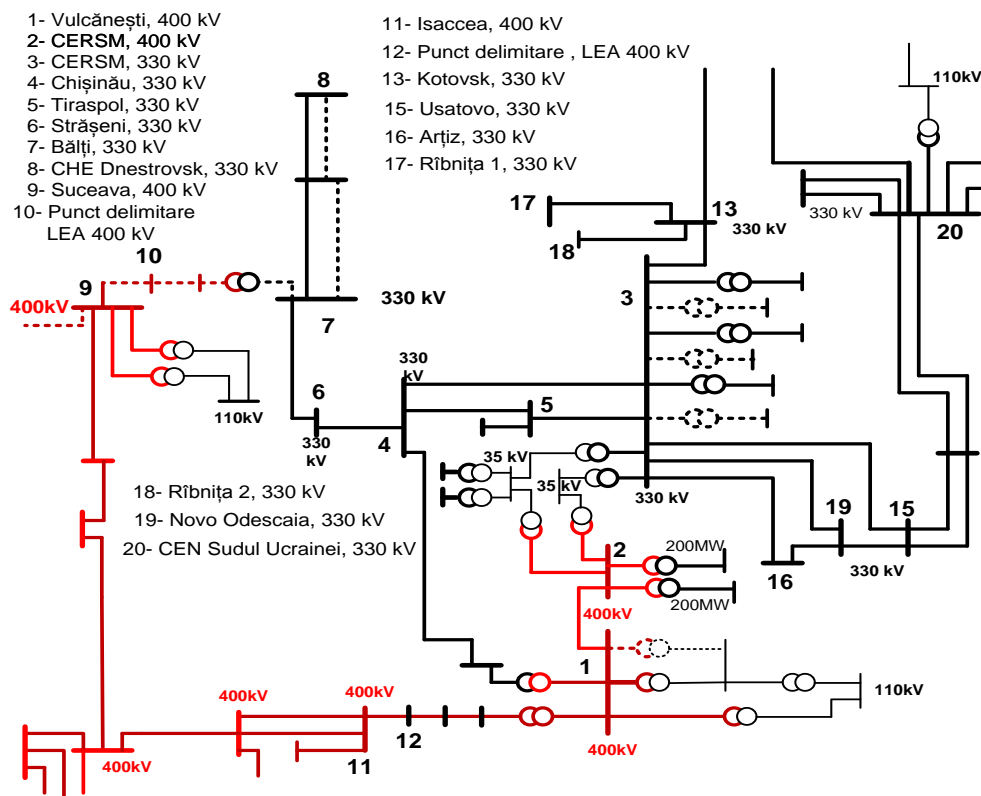 1- Vulcănești, 400 kV
2- CERSM, 400 kV
3- CERSM, 330 kV
4- Chișinău, 330 kV
5- Tiraspol, 330 kV
6- Strășeni, 330 kV
7- Bălți, 330 kV
8- CHE Dnestrovsk, 330 kV
9- Suceava, 400 kV
10- Punct delimitare
LEA 400 kV
11- Isaccea, 400 kV
12- Punct delimitare , LEA 400 kV
13- Kotovsk, 330 kV
15- Usatovo, 330 kV
16- Arțiz, 330 kV
17- Rîbnița 1, 330 kV
110kV
8
17
13
330 kV
18
330 kV
20
10
9
400kV
330 kV
7
3
110kV
6
330
kV
330
kV
4
5
35 kV
35 kV
330 kV
18- Rîbnița 2, 330 kV
19- Novo Odescaia, 330 kV
20- CEN Sudul Ucrainei, 330 kV
19
15
16
330 kV
2
200MW
200MW
400kV
1
110kV
400kV
400kV
400kV
400kV
12
11